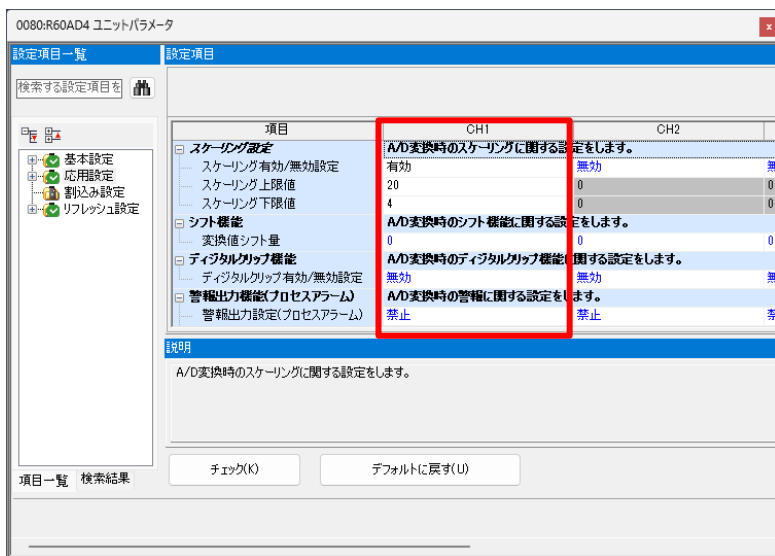 0080:R60AD4 ユニットパラメータ
x
設定項目一覧
設定項目
検索する設定項目を
基本設定
応用設定
割込み設定
リフレッシュ設定
項目 CH1 CH2
スケーリング設定 A/D変換時のスケーリングに関する設定をします。
スケーリング有効/無効設定 有効 無効 無
スケーリング上限値 20 0 0
スケーリング下限値 4 0 0
シフト機能 A/D変換時のシフト機能に関する設定をします。
変換値シフト量 0 0 0
ディジタルクリップ機能 A/D変換時のディジタルクリップ機能に関する設定をします。
ディジタルクリップ有効/無効設定 無効 無効 無
警報出力機能(プロセスアラーム) A/D変換時の警報に関する設定をします。
警報出力設定(プロセスアラーム) 禁止 禁止 禁
説明
A/D変換時のスケーリングに関する設定をします。
チェック(K)
デフォルトに戻す(U)
項目一覧 検索結果